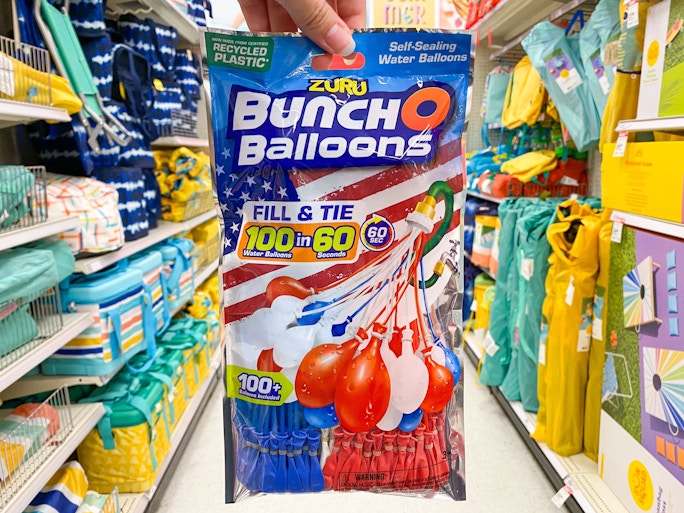 MADE FROM CERTIFIED
RECYCLED
PLASTIC*
Self-Sealing
Water Balloons
ZURU
BUNCH O
Balloons
FILL & TIE
100 in 60
Water Balloons Seconds
60
SEC
100+
Balloons Included
WARNING: